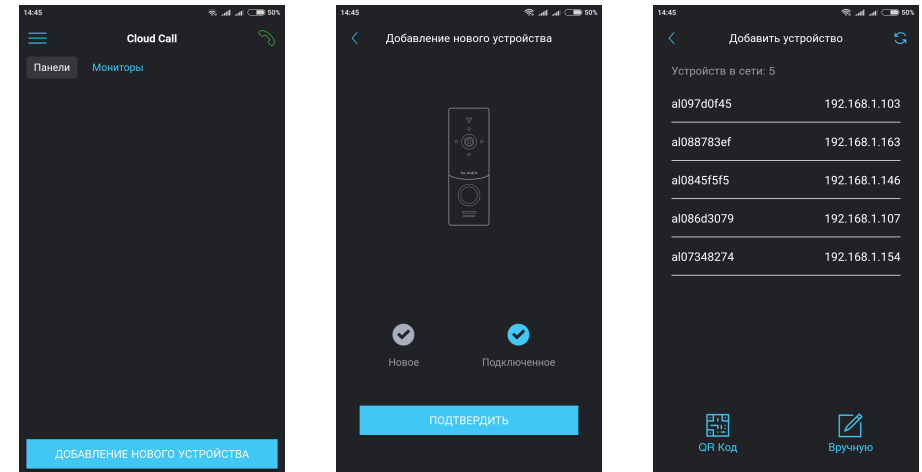 14:45
50%
Cloud Call
Панели
Мониторы
ДОБАВЛЕНИЕ НОВОГО УСТРОЙСТВА
14:45
50%
Добавление нового устройства
SLINEX
Новое
Подключенное
ПОДТВЕРДИТЬ
14:45
50%
Добавить устройство
Устройств в сети: 5
al097d0f45 192.168.1.103
al088783ef 192.168.1.163
al0845f5f5 192.168.1.146
al086d3079 192.168.1.107
al07348274 192.168.1.154
QR Код
Вручную